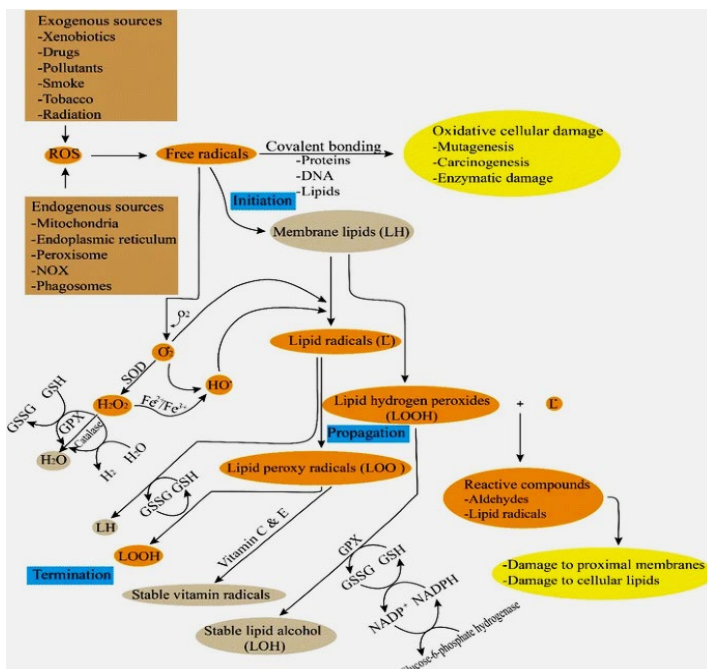 Exogenous sources
-Xenobiotics
-Drugs
-Pollutants
-Smoke
-Tobacco
-Radiation
ROS
Free radicals
Covalent bonding
-Proteins
-DNA
-Lipids
Oxidative cellular damage
-Mutagenesis
-Carcinogenesis
-Enzymatic damage
Initiation
Endogenous sources
-Mitochondria
-Endoplasmic reticulum
-Peroxisome
-NOX
-Phagosomes
Membrane lipids (LH)
O2
O2̄
SOD
HO•
Lipid radicals (L̄)
GSH
GSSG
H2O2
Fe2+/Fe3+
GPX
Catalase
H2O
H2O
H2
Lipid hydrogen peroxides
(LOOH)
+
L̄
Propagation
Lipid peroxy radicals (LOO )
Reactive compounds
-Aldehydes
-Lipid radicals
GSSG
GSH
LH
LOOH
Vitamin C & E
GPX
GSH
GSSG
Termination
-Damage to proximal membranes
-Damage to cellular lipids
Stable vitamin radicals
NADP+
NADPH
Stable lipid alcohol
(LOH)
Glucose-6-phosphate hydrogenase